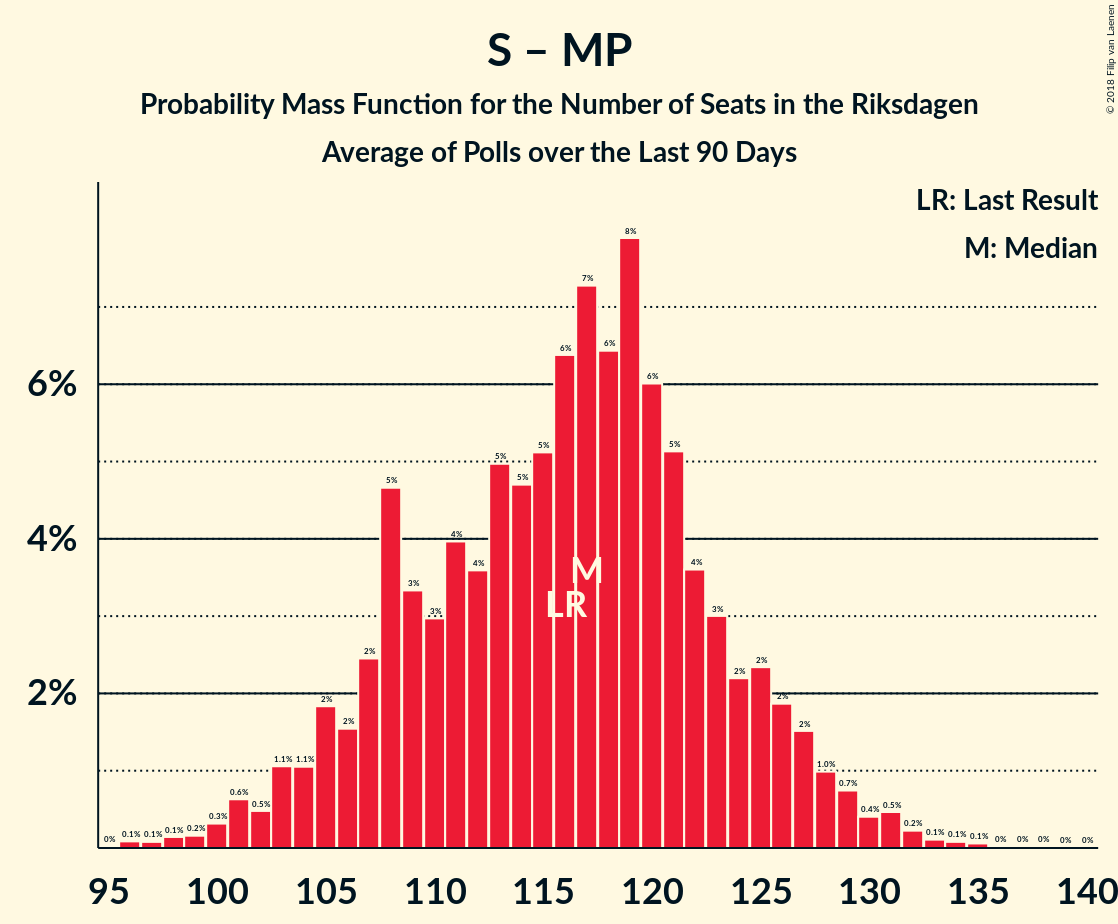 S – MP
Probability Mass Function for the Number of Seats in the Riksdagen
Average of Polls over the Last 90 Days
© 2018 Filip van Laenen
LR: Last Result
M: Median
8%
7%
6% 6%
6% 6%
5% 5%
5% 5%
5% 5%
4%
4% 4%
4%
M
3%
LR
3% 3%
2% 2%
2%
2% 2% 2%
2% 2%
1.1% 1.1% 1.0%
0.7%
0.6%
0.5% 0.4% 0.5%
0.3% 0.2%
0% 0.1% 0.1% 0.1% 0.2% 0.1% 0.1% 0.1% 0% 0% 0% 0% 0%
95 100 105 110 115 120 125 130 135 140